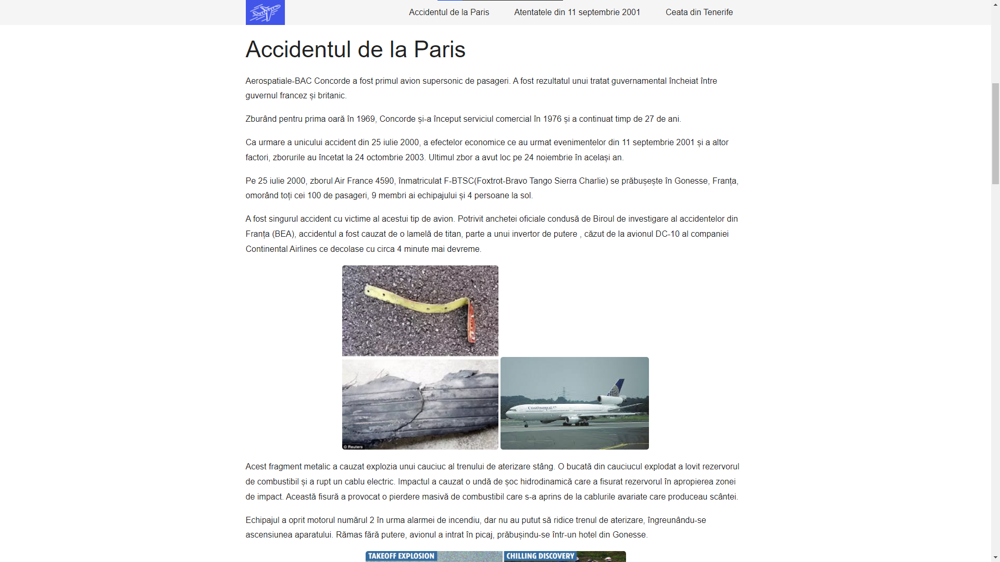 Accidentul de la Paris
Atentatele din 11 septembrie 2001
Ceata din Tenerife
Accidentul de la Paris
Aerospatiale-BAC Concorde a fost primul avion supersonic de pasageri. A fost rezultatul unui tratat guvernamental încheiat între
guvernul francez și britanic.
Zburând pentru prima oară în 1969, Concorde și-a început serviciul comercial în 1976 și a continuat timp de 27 de ani.
Ca urmare a unicului accident din 25 iulie 2000, a efectelor economice ce au urmat evenimentelor din 11 septembrie 2001 și a altor
factori, zborurile au încetat la 24 octombrie 2003. Ultimul zbor a avut loc pe 24 noiembrie în același an.
Pe 25 iulie 2000, zborul Air France 4590, înmatriculat F-BTSC(Foxtrot-Bravo Tango Sierra Charlie) se prăbușește în Gonesse, Franța,
omorând toți cei 100 de pasageri, 9 membri ai echipajului și 4 persoane la sol.
A fost singurul accident cu victime al acestui tip de avion. Potrivit anchetei oficiale condusă de Biroul de investigare al accidentelor din
Franța (BEA), accidentul a fost cauzat de o lamelă de titan, parte a unui invertor de putere , căzut de la avionul DC-10 al companiei
Continental Airlines ce decolase cu circa 4 minute mai devreme.
© Reuters
Continental
Acest fragment metalic a cauzat explozia unui cauciuc al trenului de aterizare stâng. O bucată din cauciucul explodat a lovit rezervorul
de combustibil și a rupt un cablu electric. Impactul a cauzat o undă de șoc hidrodinamică care a fisurat rezervorul în apropierea zonei
de impact. Această fisură a provocat o pierdere masivă de combustibil care s-a aprins de la cablurile avariate care produceau scântei.
Echipajul a oprit motorul numărul 2 în urma alarmei de incendiu, dar nu au putut să ridice trenul de aterizare, îngreunându-se
ascensiunea aparatului. Rămas fără putere, avionul a intrat în picaj, prăbușindu-se într-un hotel din Gonesse.
TAKEOFF EXPLOSION
CHILLING DISCOVERY